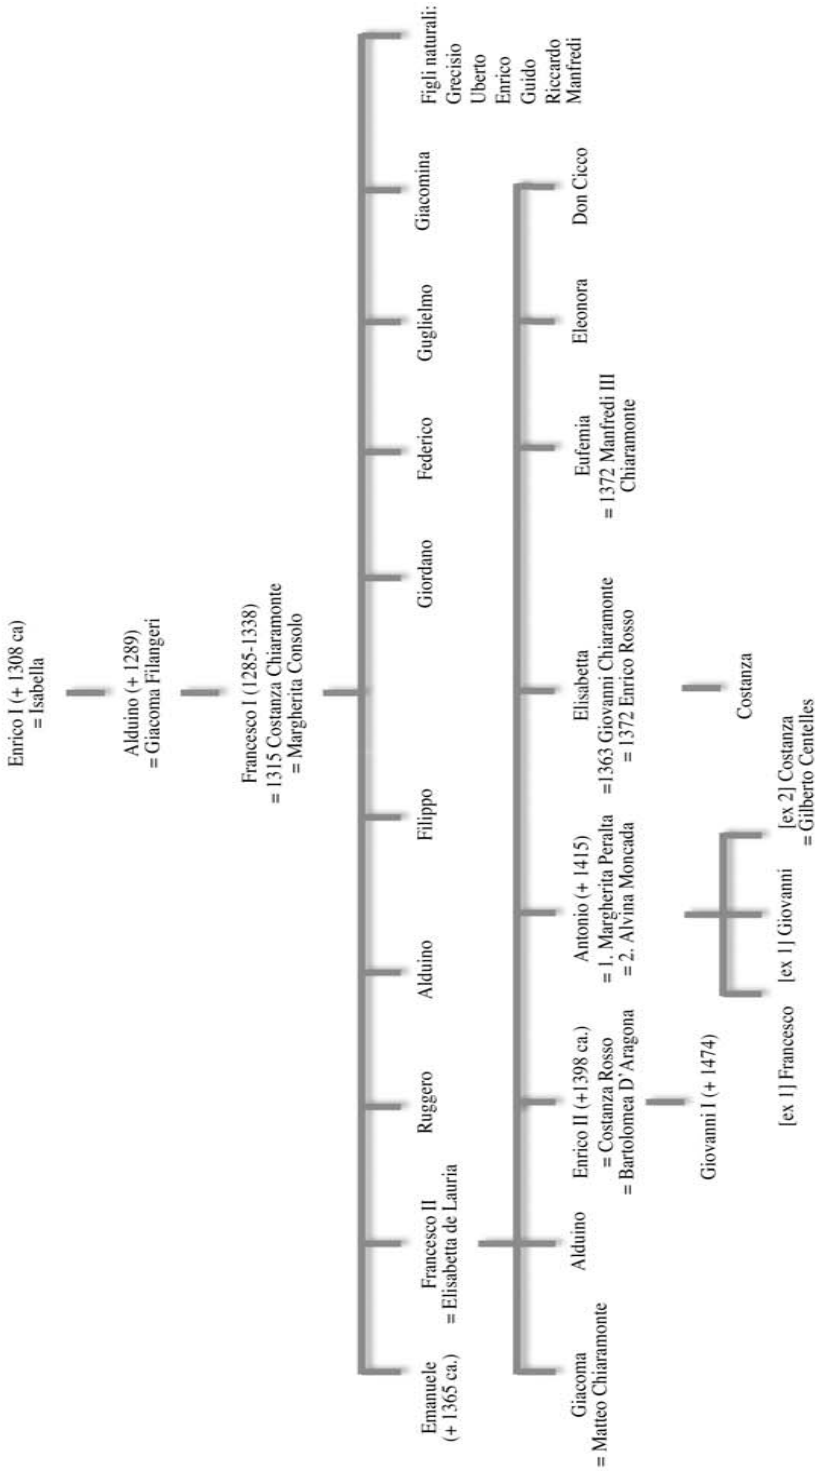 Enrico I (+ 1308 ca)
= Isabella
Alduino (+ 1289)
= Giacoma Filangeri
Francesco I (1285-1338)
= 1315 Costanza Chiaramonte
= Margherita Consolo
Emanuele
(+ 1365 ca.)
Francesco II
= Elisabetta de Lauria
Ruggero
Alduino
Filippo
Giordano
Federico
Guglielmo
Giacomina
Figli naturali:
Grecisio
Uberto
Enrico
Guido
Riccardo
Manfredi
Giacoma
= Matteo Chiaramonte
Alduino
Enrico II (+1398 ca.)
= Costanza Rosso
= Bartolomea D'Aragona
Antonio (+ 1415)
= 1. Margherita Peralta
= 2. Alvina Moncada
Elisabetta
=1363 Giovanni Chiaramonte
= 1372 Enrico Rosso
Eufemia
= 1372 Manfredi III
Chiaramonte
Eleonora
Don Cicco
Giovanni I (+ 1474)
[ex 1] Francesco
[ex 1] Giovanni
[ex 2] Costanza
= Gilberto Centelles
Costanza